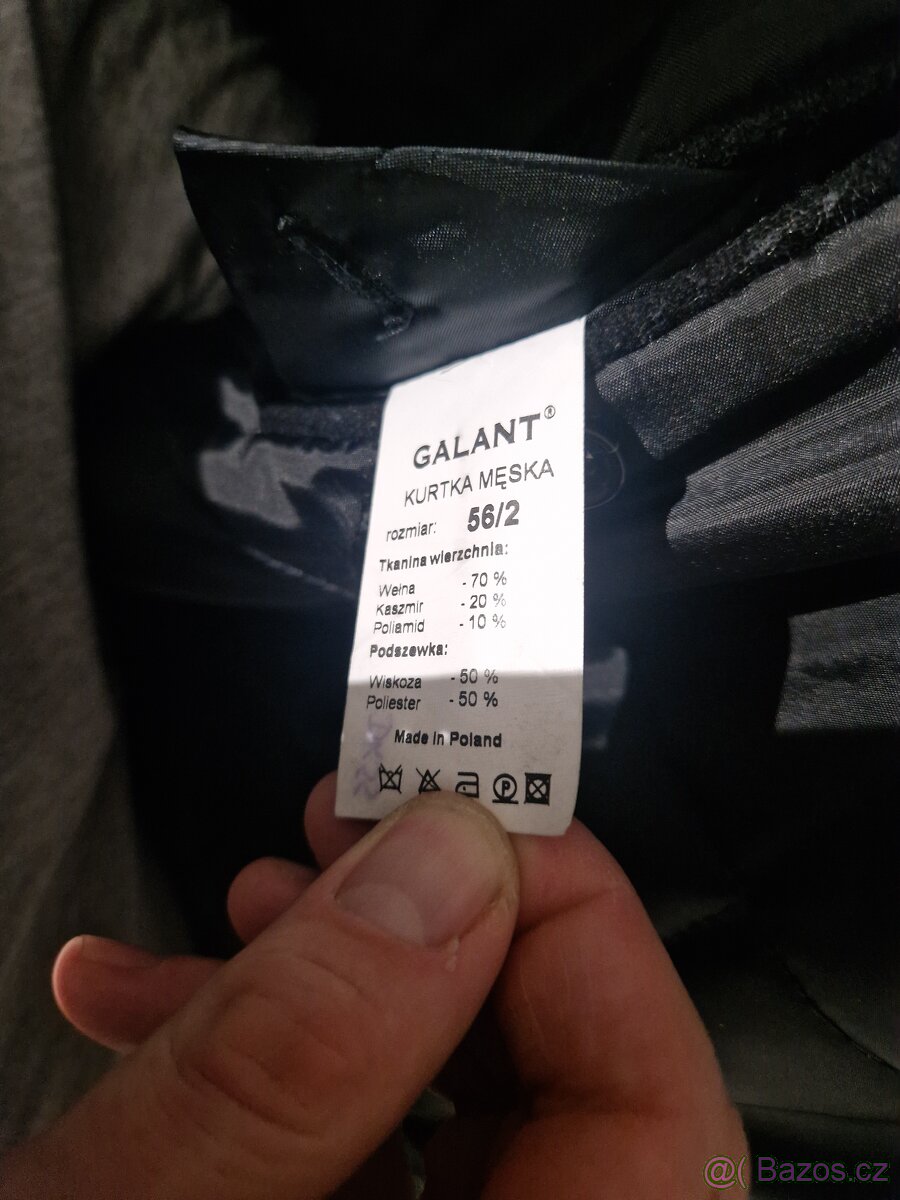 GALANT®
KURTKA MĘSKA
rozmiar: 56/2
Tkanina wierzchnia:
Wełna - 70 %
Kaszmir - 20 %
Poliamid - 10 %
Podszewka:
Wiskoza - 50 %
Poliester - 50 %
Made in Poland
P
@( Bazos.cz